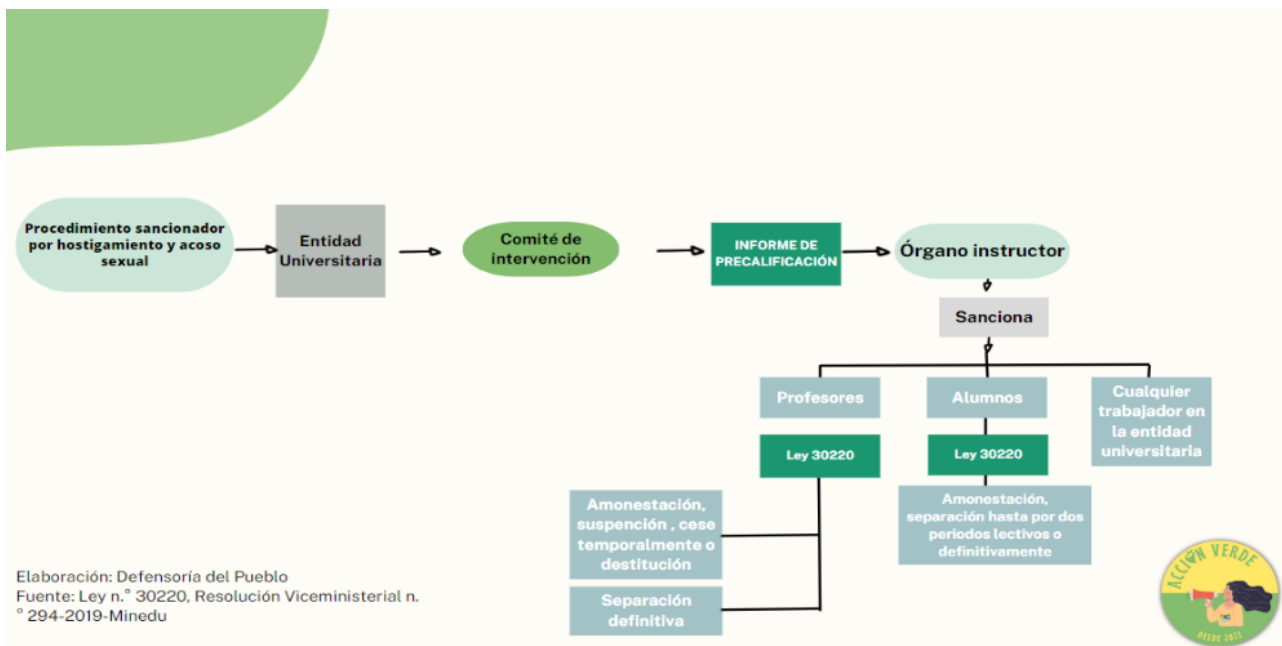 Procedimiento sancionador
por hostigamiento y acoso
sexual
Entidad
Universitaria
Comité de
intervención
INFORME DE
PRECALIFICACIÓN
Órgano instructor
Sanciona
Profesores
Alumnos
Cualquier
trabajador en
la entidad
universitaria
Ley 30220
Ley 30220
Amonestación,
suspención , cese
temporalmente o
destitución
Separación
definitiva
Amonestación,
separación hasta por dos
periodos lectivos o
definitivamente
Elaboración: Defensoría del Pueblo
Fuente: Ley n.° 30220, Resolución Viceministerial n.
° 294-2019-Minedu
ACCIÓN VERDE
DESDE 2021